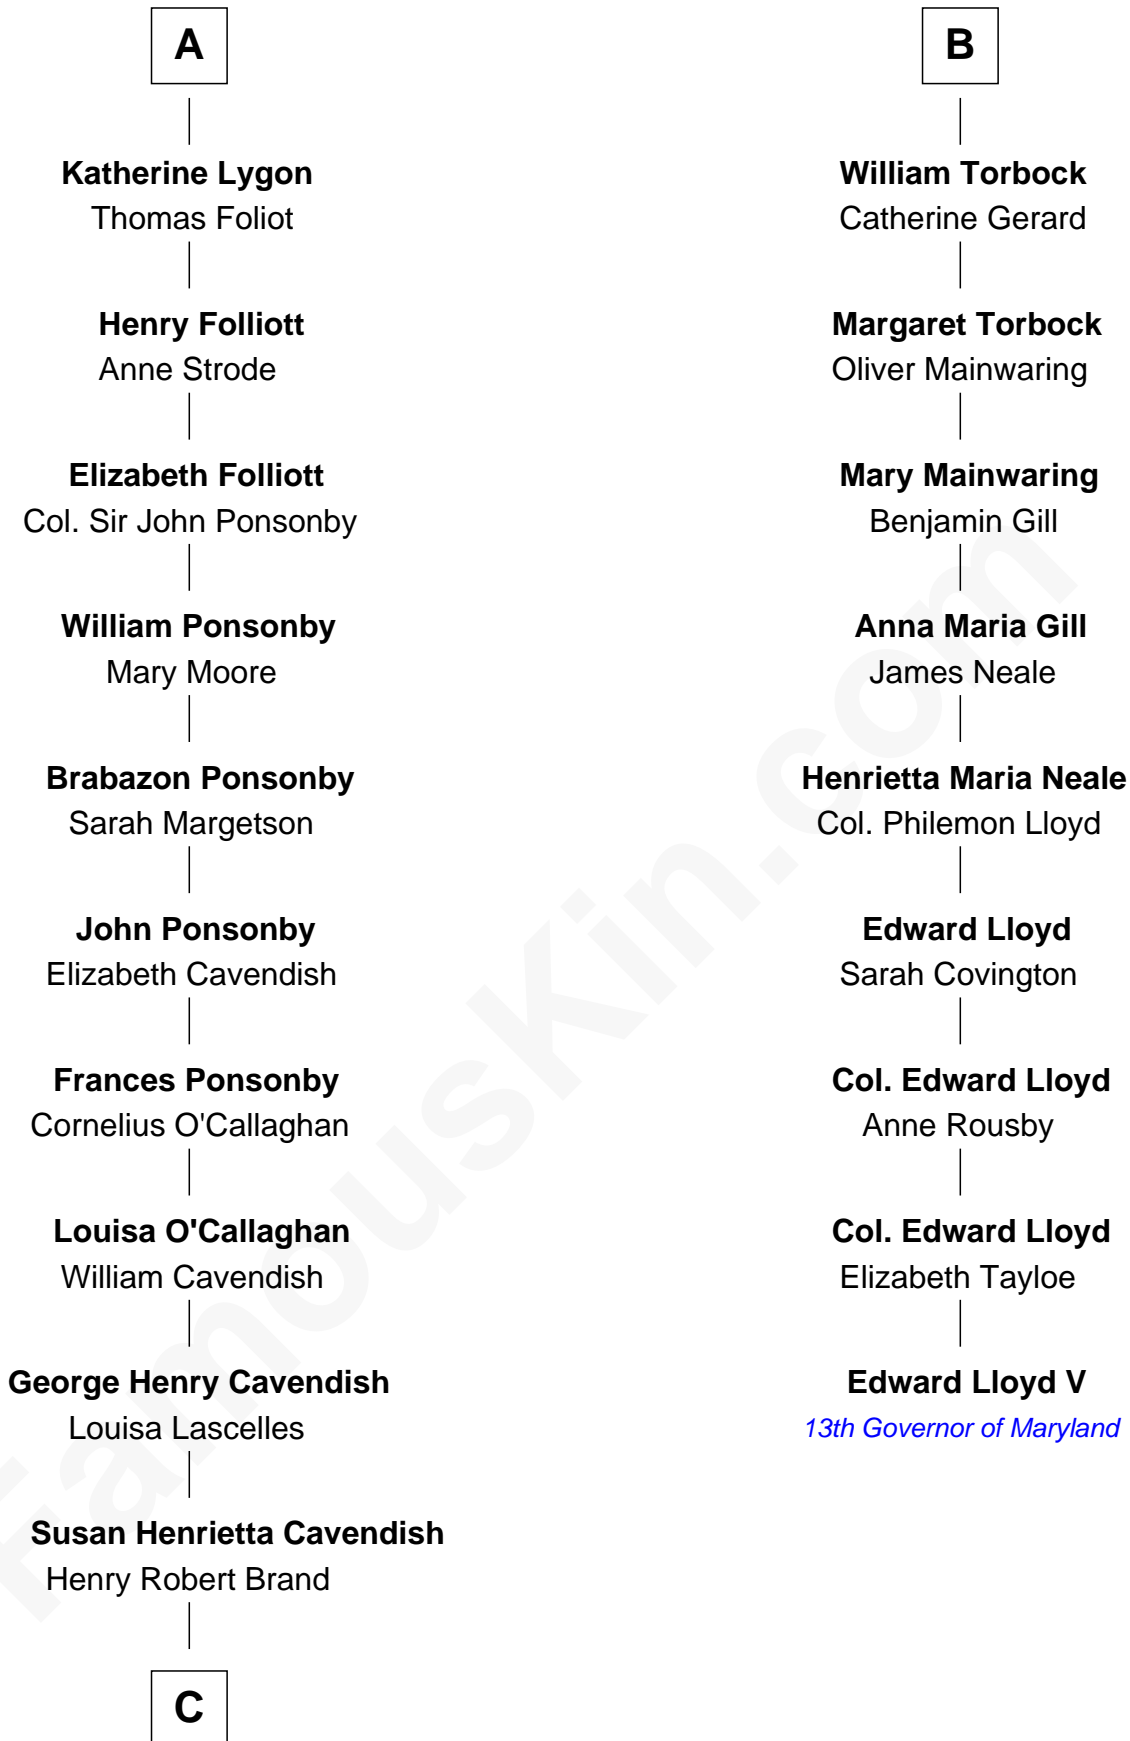 A
Katherine Lygon
Thomas Foliot
Henry Folliott
Anne Strode
Elizabeth Folliott
Col. Sir John Ponsonby
William Ponsonby
Mary Moore
Brabazon Ponsonby
Sarah Margetson
John Ponsonby
Elizabeth Cavendish
Frances Ponsonby
Cornelius O'Callaghan
Louisa O'Callaghan
William Cavendish
George Henry Cavendish
Louisa Lascelles
Susan Henrietta Cavendish
Henry Robert Brand
C
B
William Torbock
Catherine Gerard
Margaret Torbock
Oliver Mainwaring
Mary Mainwaring
Benjamin Gill
Anna Maria Gill
James Neale
Henrietta Maria Neale
Col. Philemon Lloyd
Edward Lloyd
Sarah Covington
Col. Edward Lloyd
Anne Rousby
Col. Edward Lloyd
Elizabeth Tayloe
Edward Lloyd V
13th Governor of Maryland
FamousKin.com